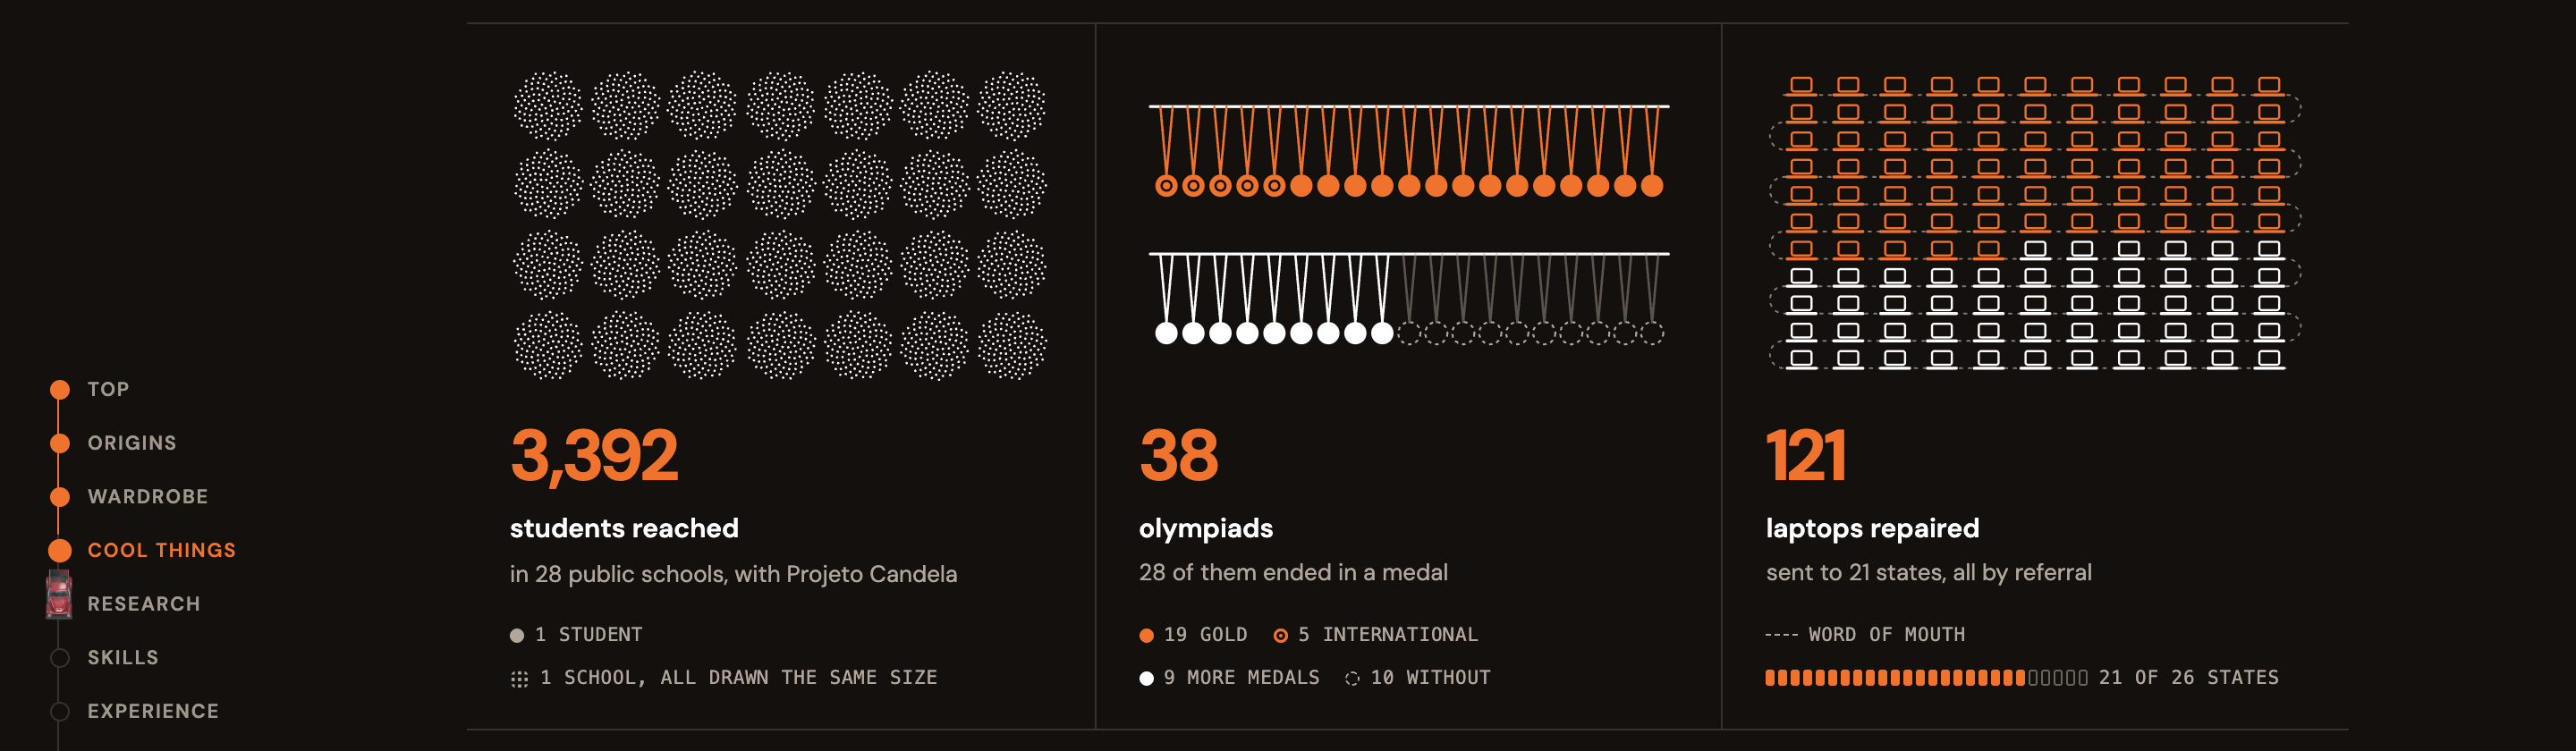 TOP
ORIGINS
WARDROBE
COOL THINGS
RESEARCH
SKILLS
EXPERIENCE
3,392
students reached
in 28 public schools, with Projeto Candela
1 STUDENT
1 SCHOOL, ALL DRAWN THE SAME SIZE
38
olympiads
28 of them ended in a medal
19 GOLD 5 INTERNATIONAL
9 MORE MEDALS 10 WITHOUT
121
laptops repaired
sent to 21 states, all by referral
WORD OF MOUTH
21 OF 26 STATES